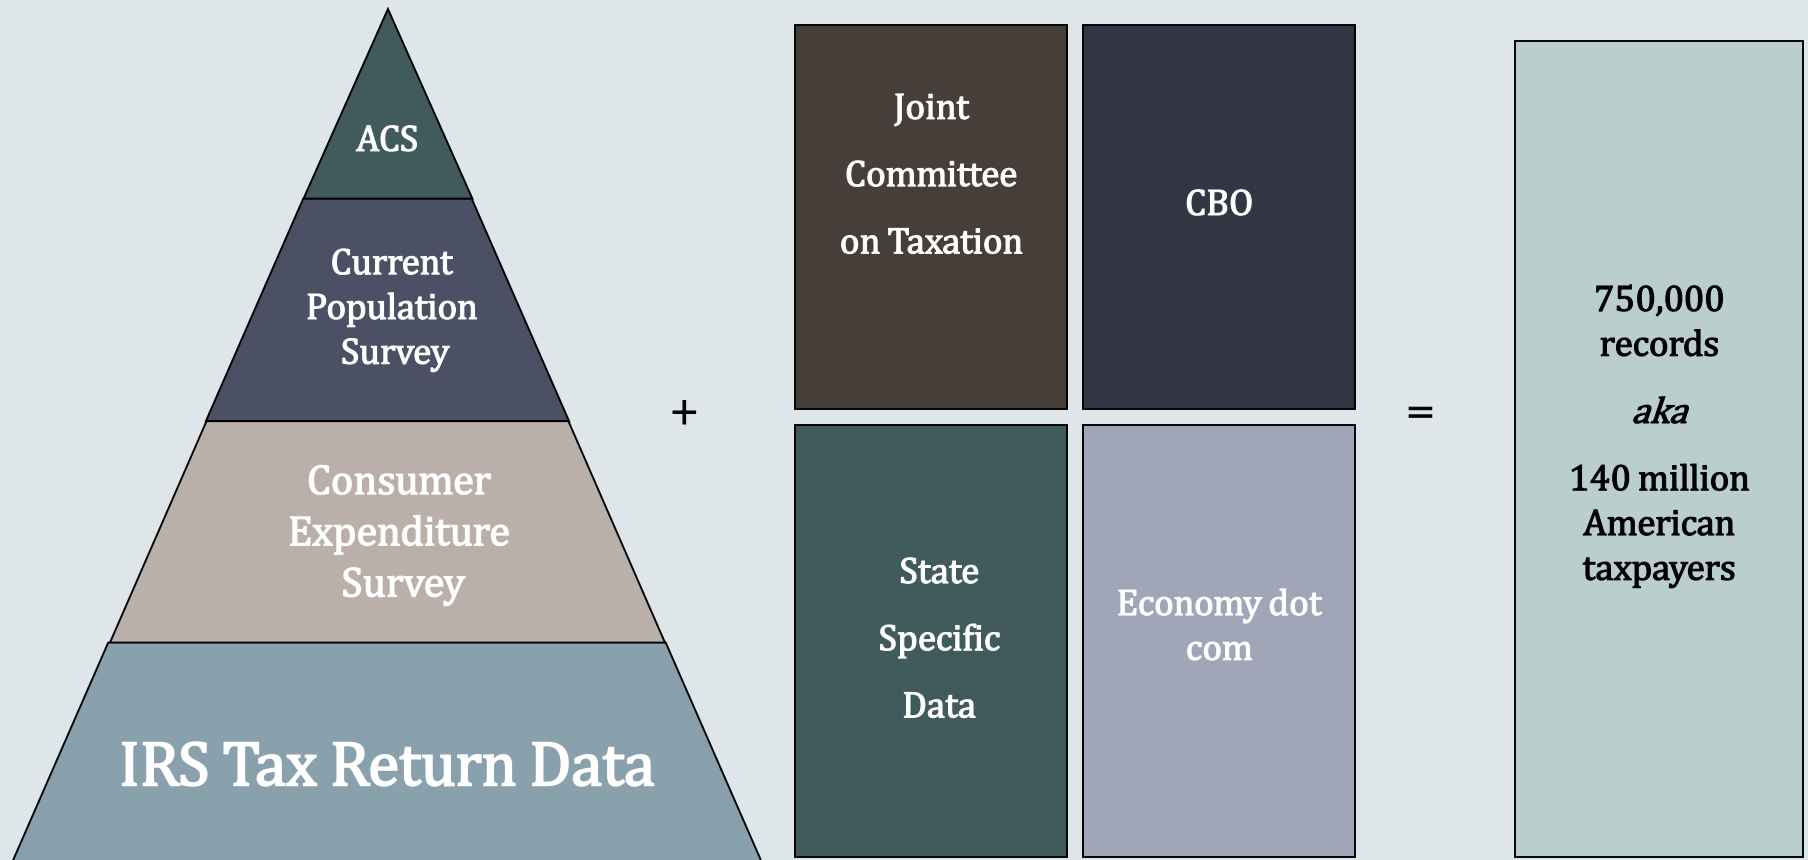 ACS
Current
Population
Survey
Consumer
Expenditure
Survey
IRS Tax Return Data
+
Joint
Committee
on Taxation
CBO
State
Specific
Data
Economy dot
com
=
750,000
records
aka
140 million
American
taxpayers